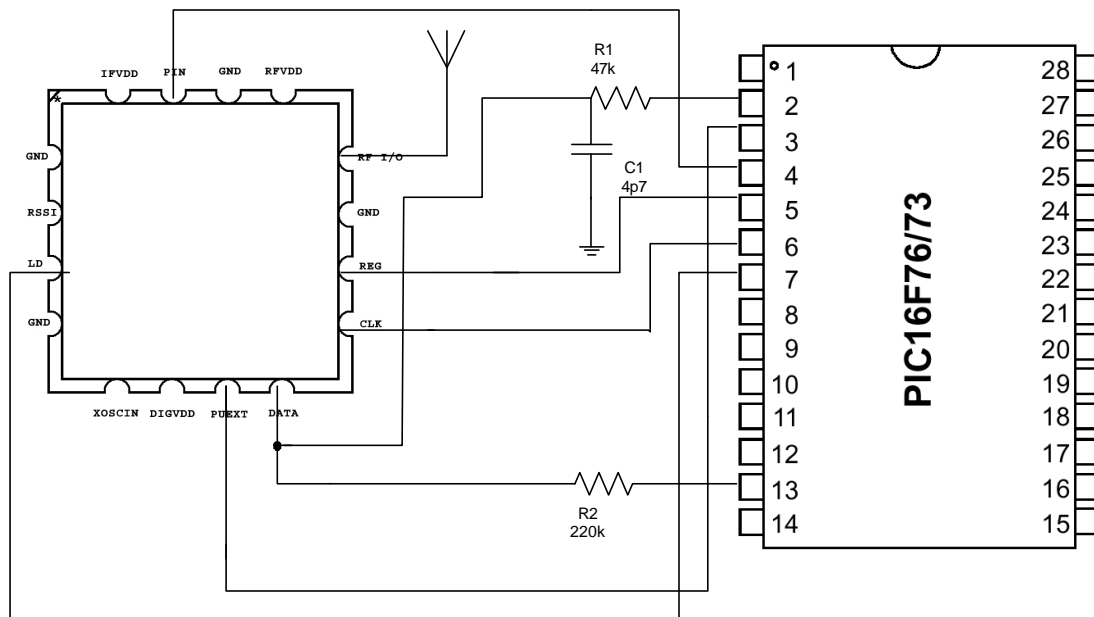 IFVDD
PIN
GND
RFVDD
*
GND
RSSI
LD
GND
RF I/O
GND
REG
CLK
XOSCIN
DIGVDD
PUEXT
DATA
R1
47k
C1
4p7
R2
220k
1
2
3
4
5
6
7
8
9
10
11
12
13
14
PIC16F76/73
28
27
26
25
24
23
22
21
20
19
18
17
16
15